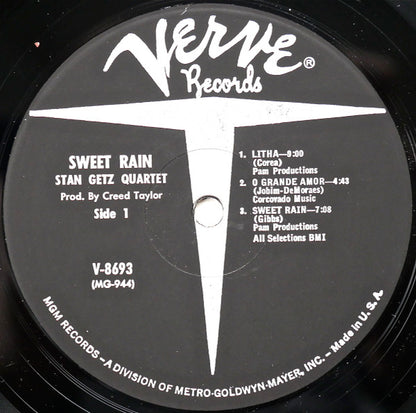 Verve®
Records
SWEET RAIN
STAN GETZ QUARTET
Prod. By Creed Taylor
Side 1
V-8693
(MG-944)
1. LITHA—8:00
(Corea)
Pam Productions
2. O GRANDE AMOR—4:43
(Jobim-DeMoraes)
Corcovado Music
3. SWEET RAIN—7:08
(Gibbs)
Pam Productions
All Selections BMI
MGM RECORDS—A DIVISION OF METRO-GOLDWYN-MAYER, INC.—Made in U.S.A.